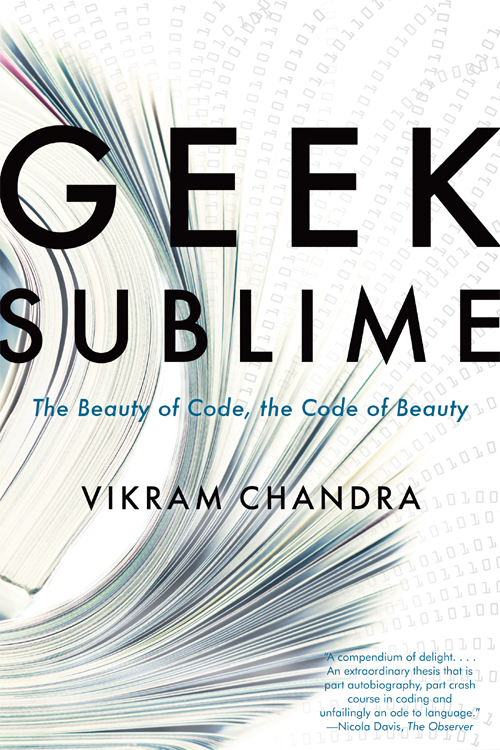 GEEK
SUBLIME
The Beauty of Code, the Code of Beauty
VIKRAM CHANDRA
“A compendium of delight. . . .
An extraordinary thesis that is
part autobiography, part crash
course in coding and
unfailingly an ode to language.”
—Nicola Davis, The Observer